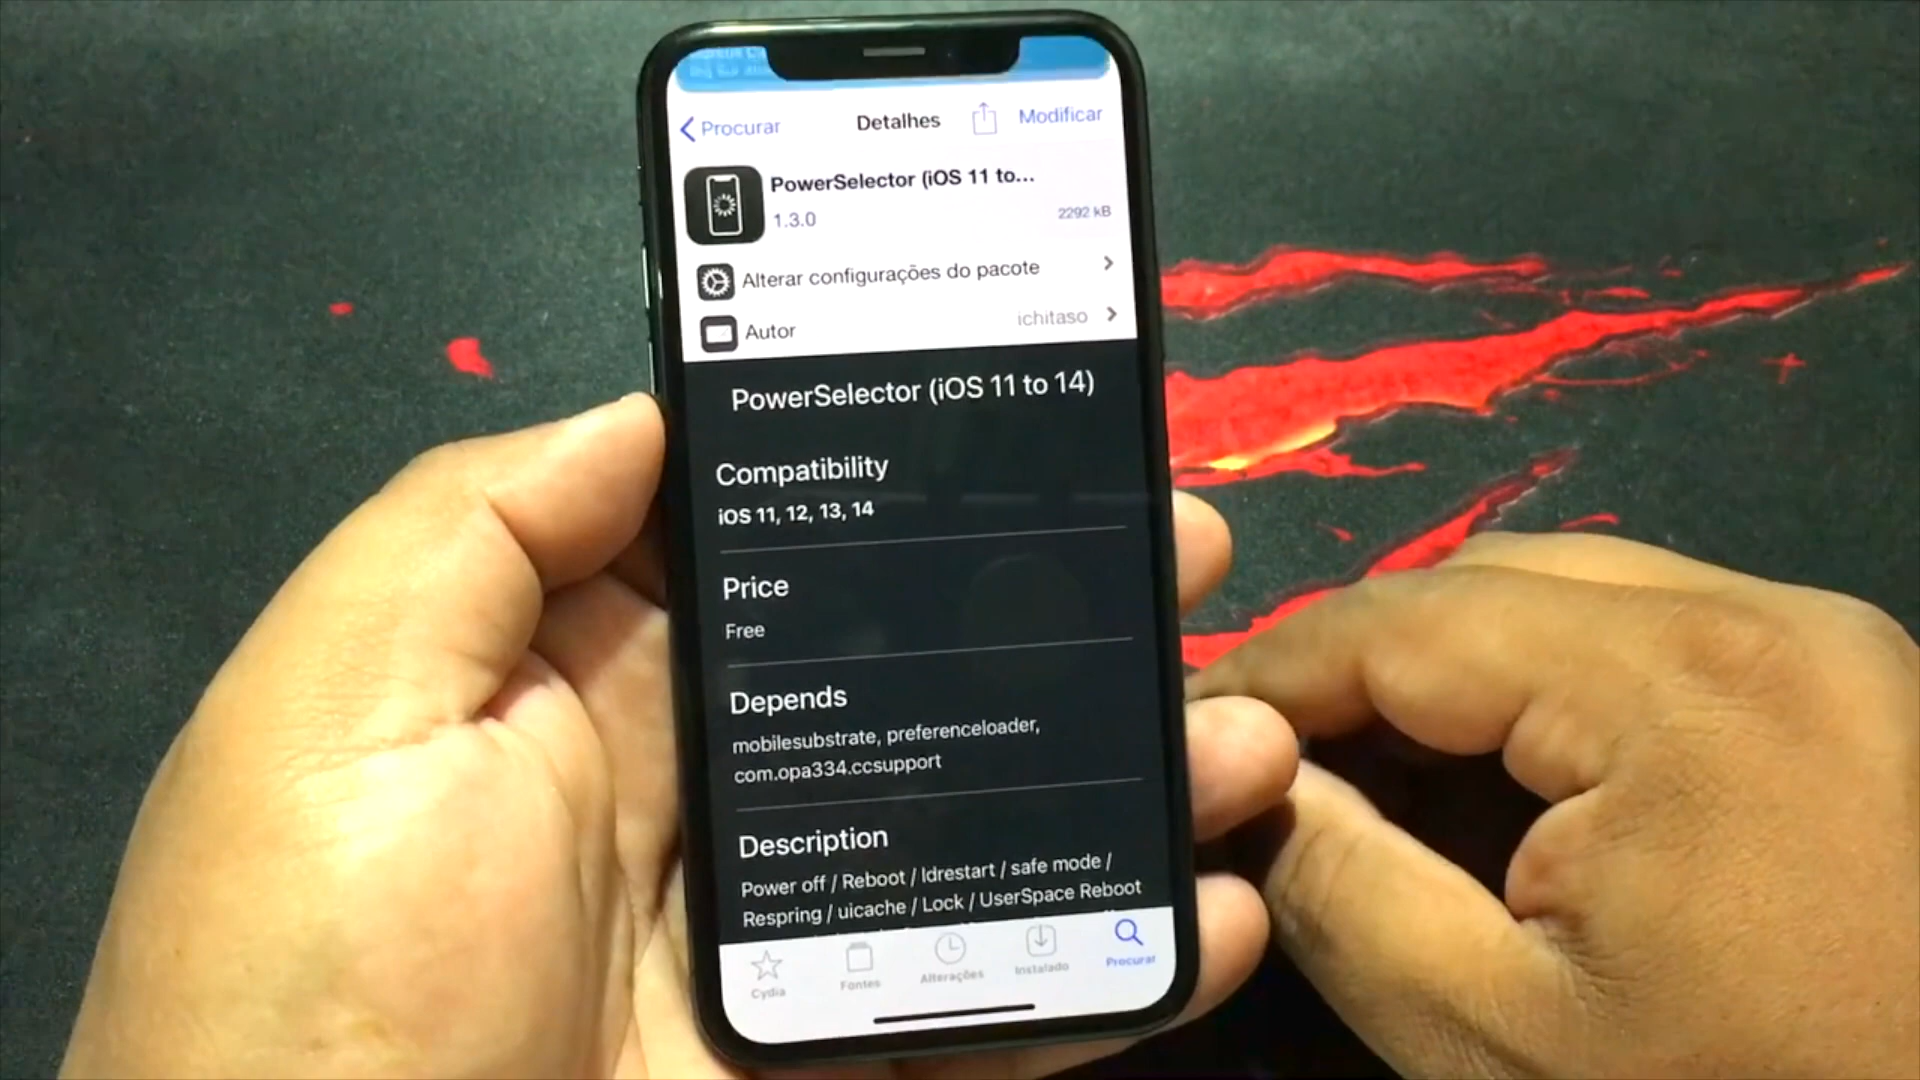 Procurar
Detalhes
Modificar
PowerSelector (iOS 11 to...
1.3.0
2292 kB
Alterar configurações do pacote
Autor
ichitaso
PowerSelector (iOS 11 to 14)
Compatibility
iOS 11, 12, 13, 14
Price
Free
Depends
mobilesubstrate, preferenceloader,
com.opa334.ccsupport
Description
Power off / Reboot / ldrestart / safe mode /
Respring / uicache / Lock / UserSpace Reboot
Cydia
Fontes
Alterações
Instalado
Procurar